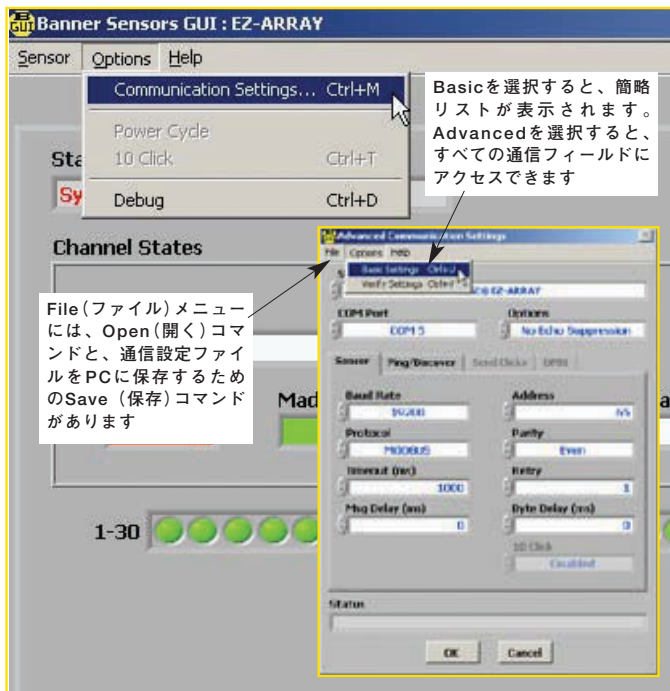 Banner Sensors GUI : EZ-ARRAY
Sensor Options Help
Communication Settings... Ctrl+M
Power Cycle
10 Click Ctrl+T
Debug Ctrl+D
Basicを選択すると、簡略
リストが表示されます。
Advancedを選択すると、
すべての通信フィールドに
アクセスできます
Sta
Sy
Channel States
File（ファイル）メニュー
には、Open（開く）コマ
ンドと、通信設定ファイ
ルをPCに保存するため
のSave（保存）コマンド
があります
Mad
1-30
Advanced Communication Settings
File Options Help
Basic Settings
Verify Settings
EZ-ARRAY
COM Port Options
COM 5 No Echo Suppression
Sensor Ping/Discover Send Clicks
Baud Rate Address
19200 65
Protocol Parity
MODBUS Even
Timeout (ms) Retry
1000 1
Msg Delay (ms) Byte Delay (ms)
0 0
10 Click
Disabled
Status
OK Cancel